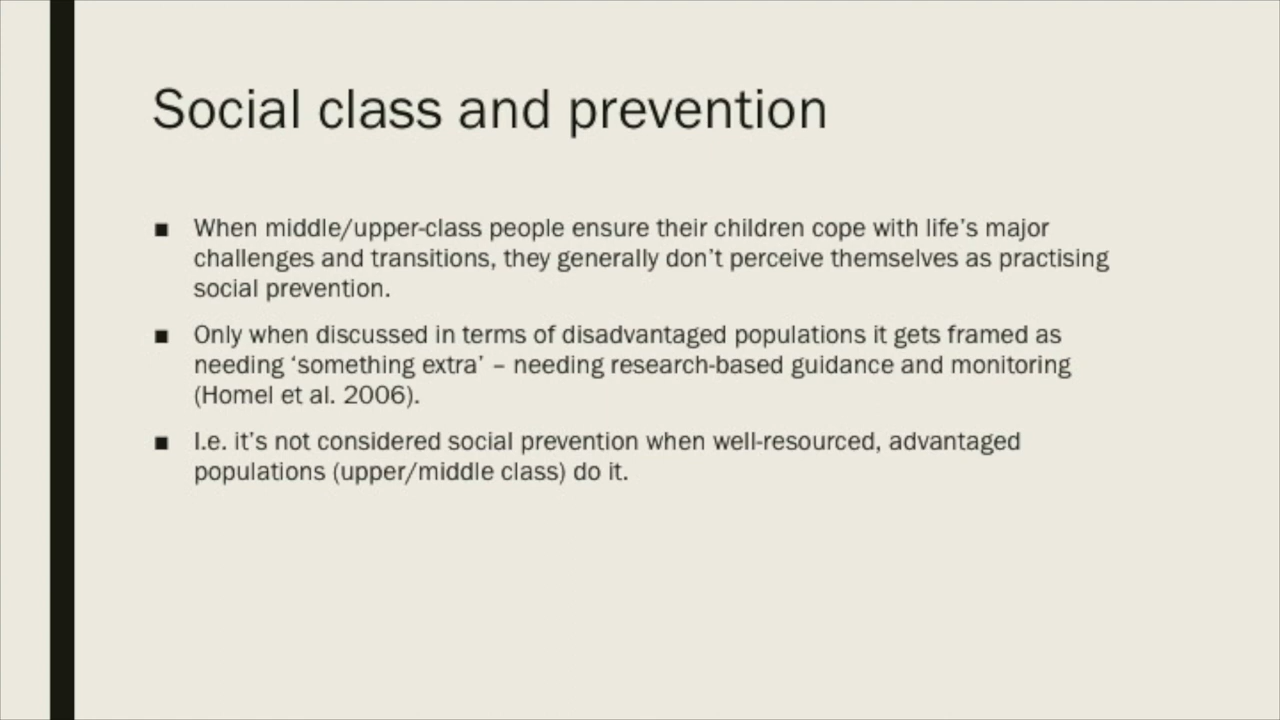 Social class and prevention
■ When middle/upper-class people ensure their children cope with life’s major
challenges and transitions, they generally don’t perceive themselves as practising
social prevention.
■ Only when discussed in terms of disadvantaged populations it gets framed as
needing ‘something extra’ – needing research-based guidance and monitoring
(Homel et al. 2006).
■ I.e. it’s not considered social prevention when well-resourced, advantaged
populations (upper/middle class) do it.